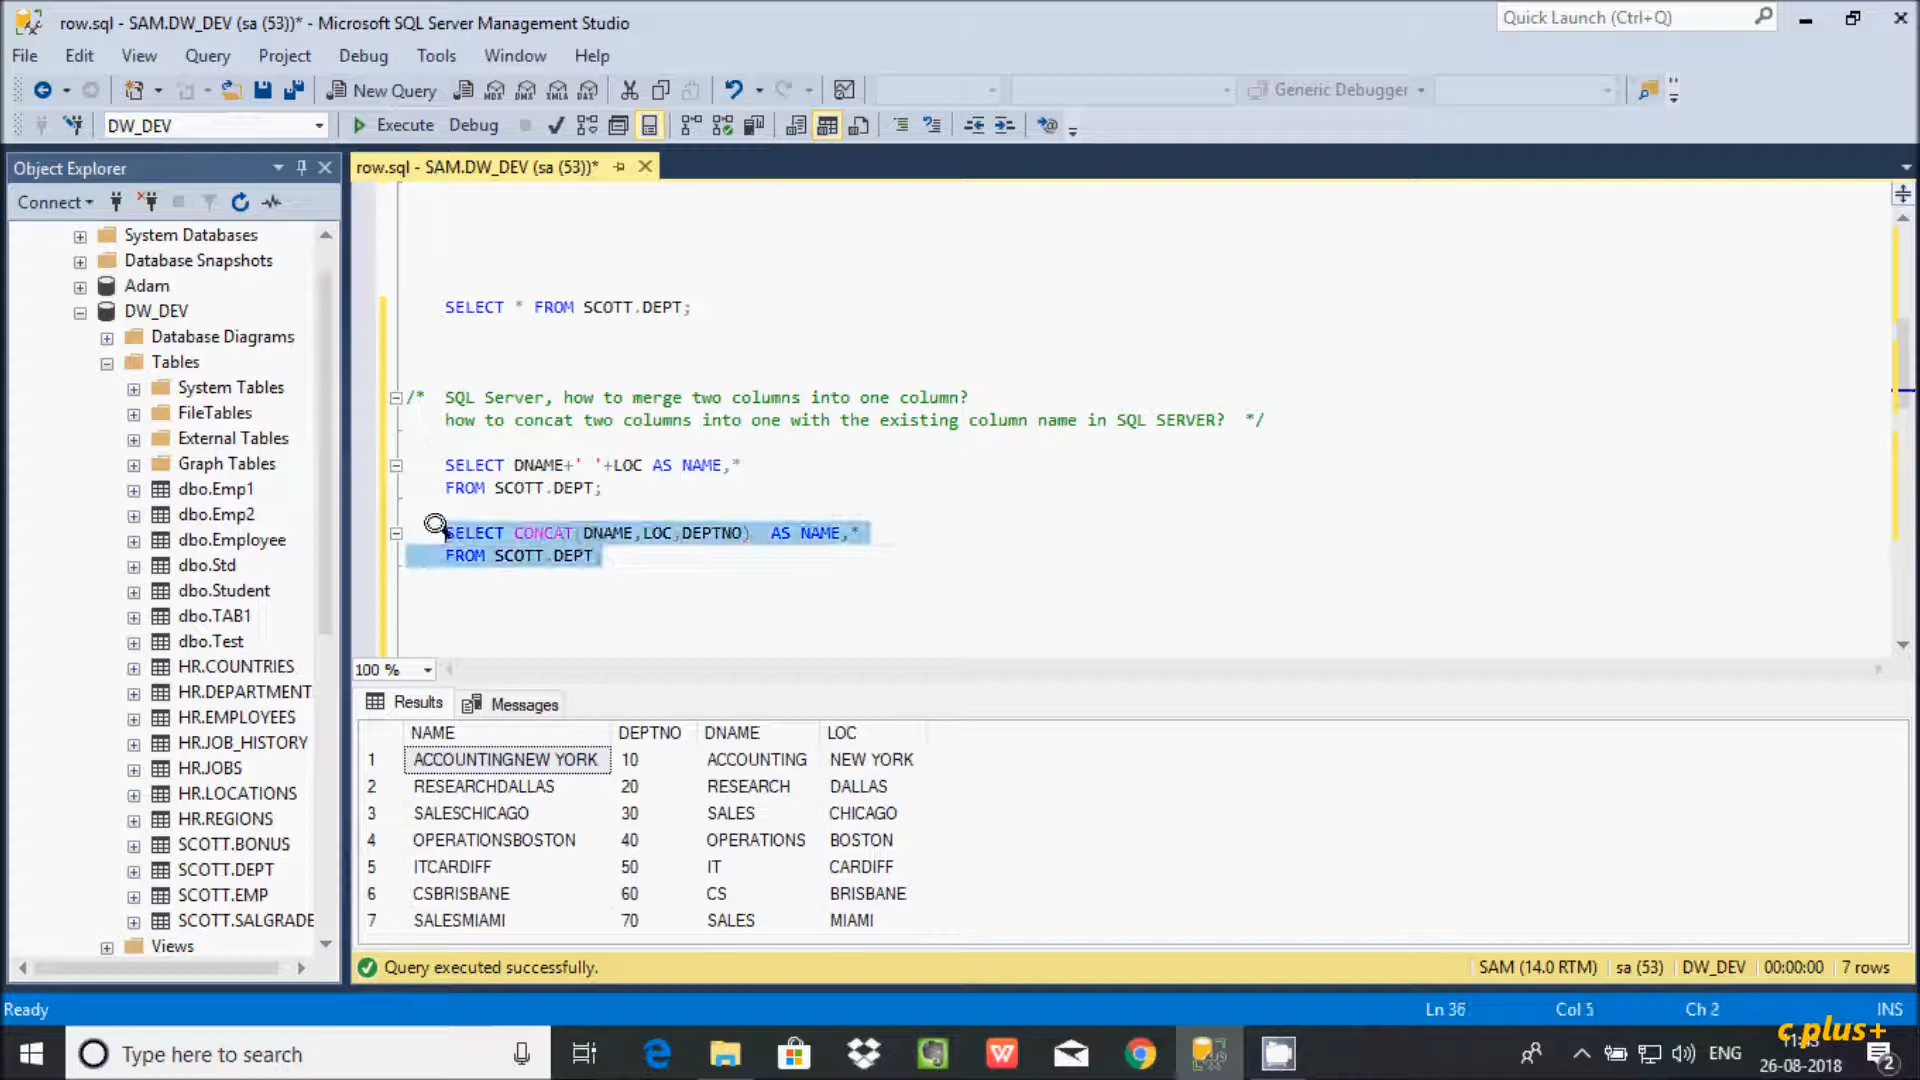 row.sql - SAM.DW_DEV (sa (53))* - Microsoft SQL Server Management Studio
Quick Launch (Ctrl+Q)
File Edit View Query Project Debug Tools Window Help
New Query
MDX DMX XMLA DAX
Generic Debugger
DW_DEV
Execute Debug
Object Explorer
row.sql - SAM.DW_DEV (sa (53))*
Connect
System Databases
Database Snapshots
Adam
DW_DEV
Database Diagrams
Tables
System Tables
FileTables
External Tables
Graph Tables
dbo.Emp1
dbo.Emp2
dbo.Employee
dbo.Std
dbo.Student
dbo.TAB1
dbo.Test
HR.COUNTRIES
HR.DEPARTMENT
HR.EMPLOYEES
HR.JOB_HISTORY
HR.JOBS
HR.LOCATIONS
HR.REGIONS
SCOTT.BONUS
SCOTT.DEPT
SCOTT.EMP
SCOTT.SALGRADE
Views
SELECT * FROM SCOTT.DEPT;
/* SQL Server, how to merge two columns into one column?
how to concat two columns into one with the existing column name in SQL SERVER? */
SELECT DNAME+' '+LOC AS NAME,*
FROM SCOTT.DEPT;
SELECT CONCAT(DNAME,LOC,DEPTNO) AS NAME,*
FROM SCOTT.DEPT;
100 %
Results Messages
NAME DEPTNO DNAME LOC
1 ACCOUNTINGNEW YORK 10 ACCOUNTING NEW YORK
2 RESEARCHDALLAS 20 RESEARCH DALLAS
3 SALESCHICAGO 30 SALES CHICAGO
4 OPERATIONSBOSTON 40 OPERATIONS BOSTON
5 ITCARDIFF 50 IT CARDIFF
6 CSBRISBANE 60 CS BRISBANE
7 SALESMIAMI 70 SALES MIAMI
Query executed successfully.
SAM (14.0 RTM) sa (53) DW_DEV 00:00:00 7 rows
Ready
Ln 36 Col 5 Ch 2 INS
c plus+
Type here to search
ENG
26-08-2018
2